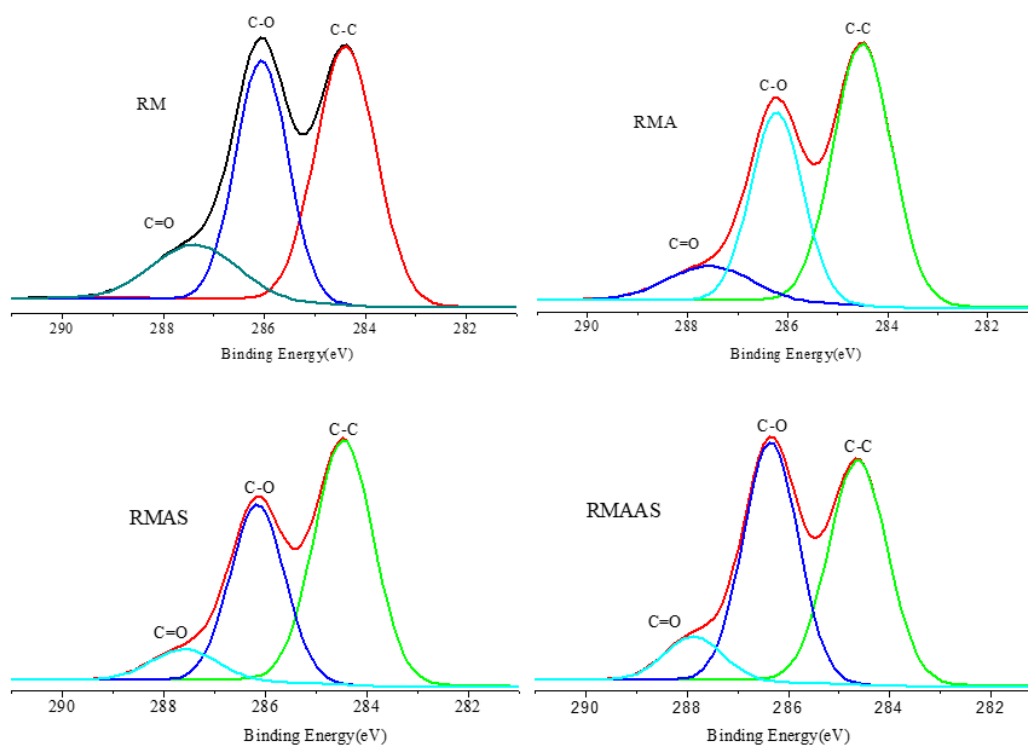 C-O
C-C
RM
C=O
290 288 286 284 282
Binding Energy(eV)
C-C
C-O
RMA
C=O
290 288 286 284 282
Binding Energy(eV)
C-C
C-O
RMAS
C=O
290 288 286 284 282
Binding Energy(eV)
C-O
C-C
RMAAS
C=O
290 288 286 284 282
Binding Energy(eV)